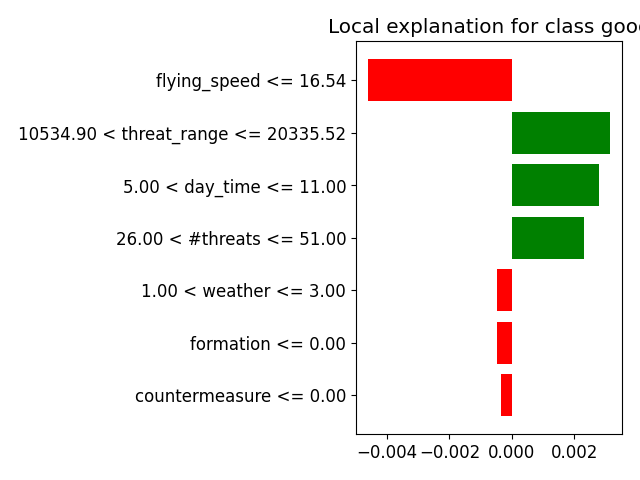 Local explanation for class good
flying_speed <= 16.54
10534.90 < threat_range <= 20335.52
5.00 < day_time <= 11.00
26.00 < #threats <= 51.00
1.00 < weather <= 3.00
formation <= 0.00
countermeasure <= 0.00
−0.004 −0.002 0.000 0.002